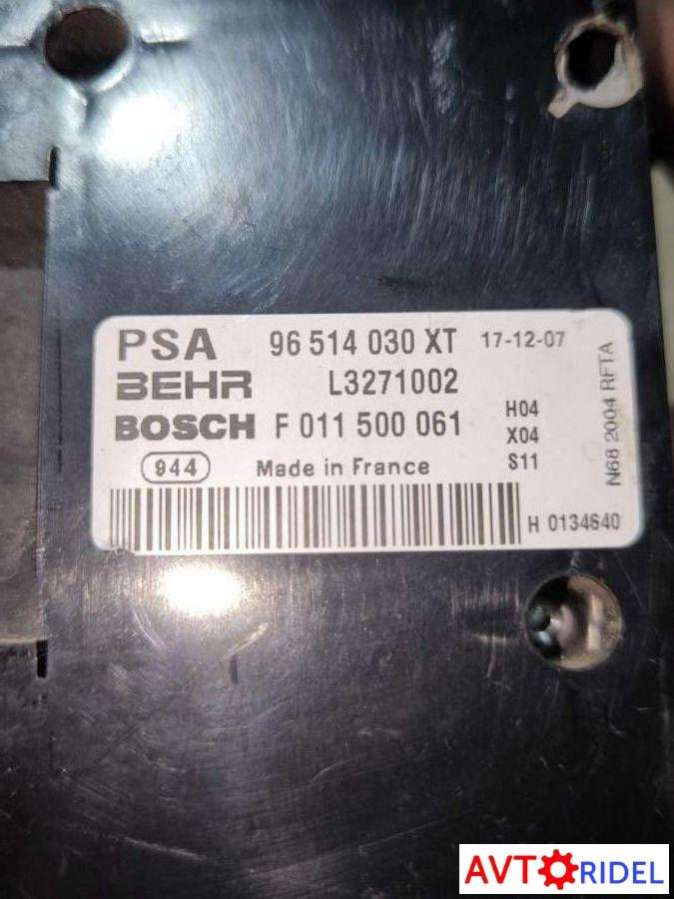 PSA 96 514 030 XT 17-12-07
BEHR L3271002
BOSCH F 011 500 061
H04
X04
S11
944 Made in France
H 0134640
N68 2004 RFTA
AVTORIDEL